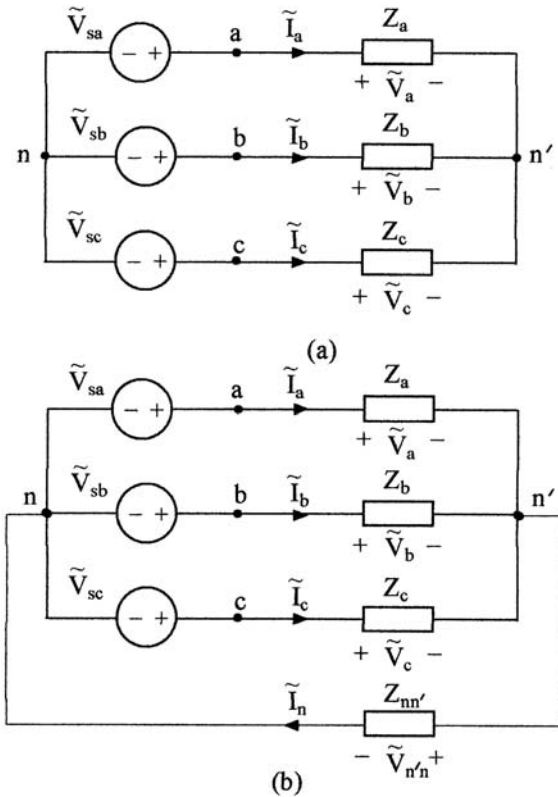 Ṽsa − + a Ĩa Za
+ Ṽa −
Ṽsb − + b Ĩb Zb
n n′
+ Ṽb −
Ṽsc − + c Ĩc Zc
+ Ṽc −
(a)
Ṽsa − + a Ĩa Za
+ Ṽa −
Ṽsb − + b Ĩb Zb
n n′
+ Ṽb −
Ṽsc − + c Ĩc Zc
+ Ṽc −
Ĩn Znn′
− Ṽn′n +
(b)